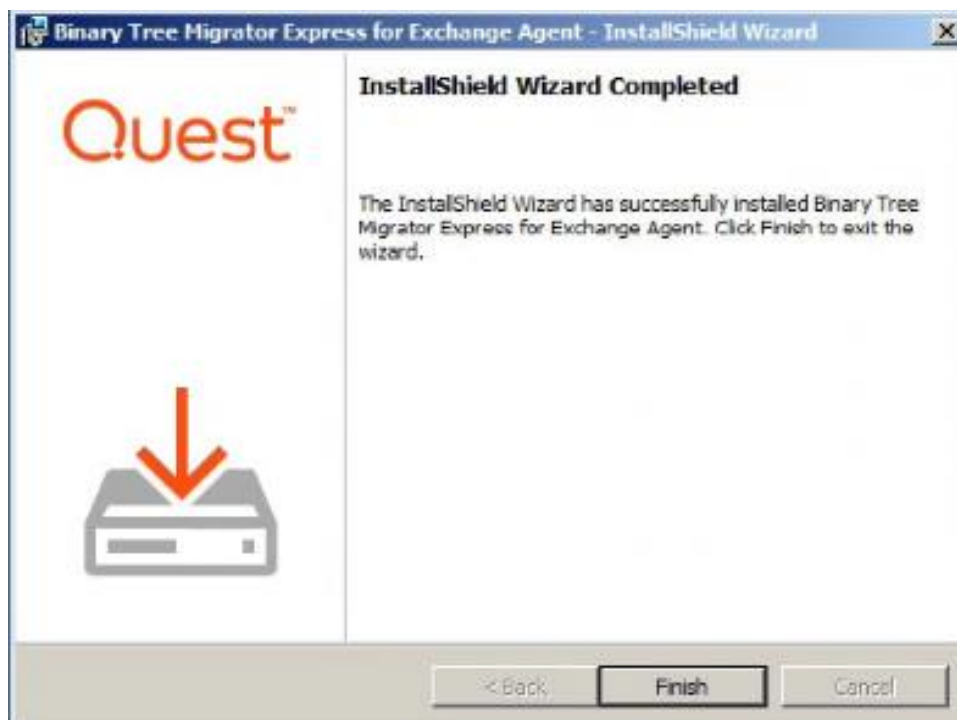 Binary Tree Migrator Express for Exchange Agent - InstallShield Wizard
Quest™
InstallShield Wizard Completed
The InstallShield Wizard has successfully installed Binary Tree
Migrator Express for Exchange Agent. Click Finish to exit the
wizard.
< Back
Finish
Cancel